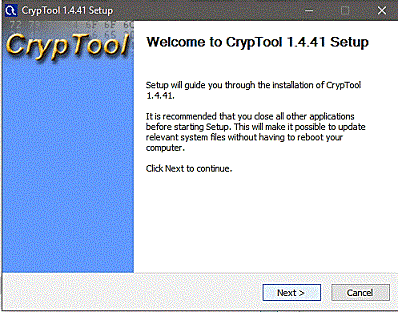 CrypTool 1.4.41 Setup
CrypTool
Welcome to CrypTool 1.4.41 Setup
Setup will guide you through the installation of CrypTool
1.4.41.
It is recommended that you close all other applications
before starting Setup. This will make it possible to update
relevant system files without having to reboot your
computer.
Click Next to continue.
Next >
Cancel